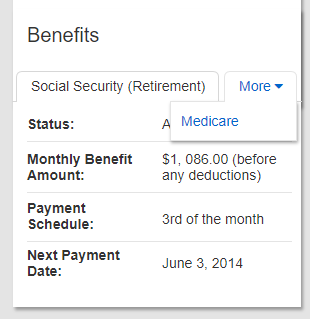 Benefits
Social Security (Retirement) More
Medicare
Status:
Monthly Benefit $1, 086.00 (before
Amount: any deductions)
Payment
Schedule: 3rd of the month
Next Payment
Date: June 3, 2014